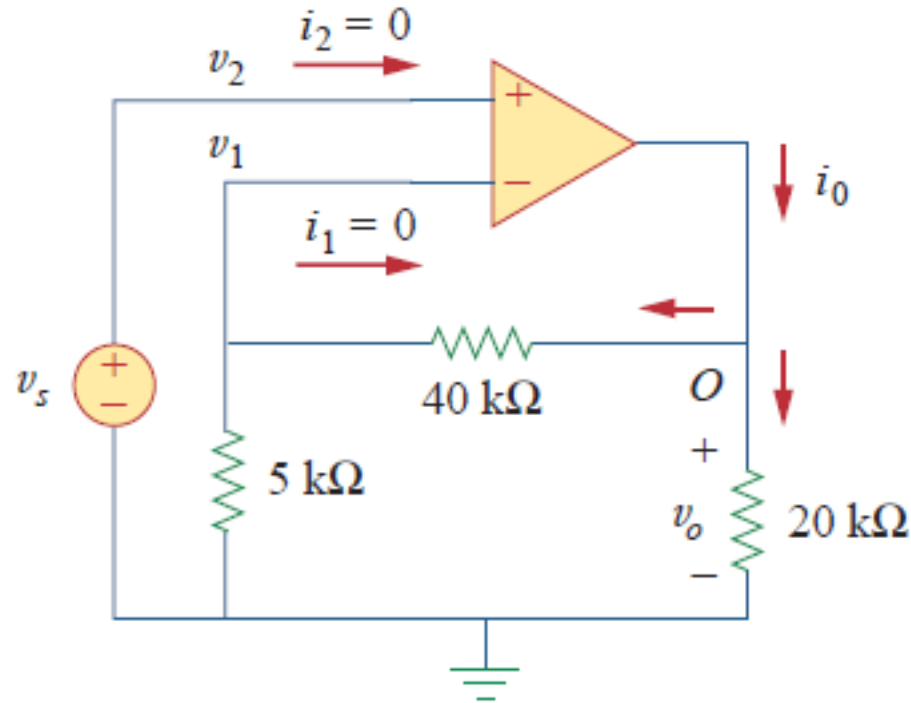 i₂ = 0
v₂
+
v₁
−
i₀
i₁ = 0
+
−
vₛ
40 kΩ
O
+
5 kΩ
vₒ
20 kΩ
−